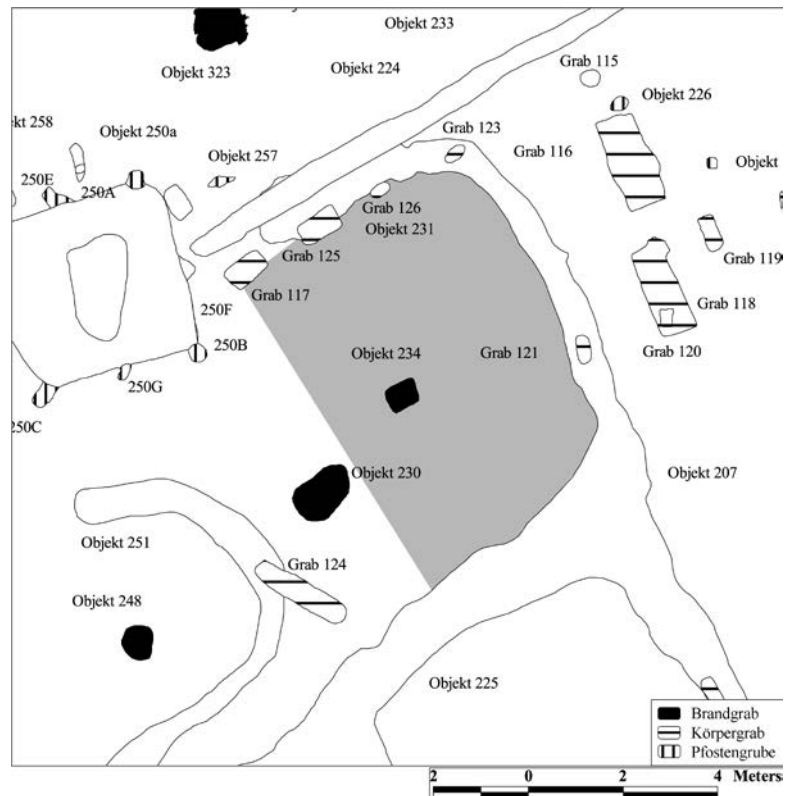 Objekt 233
Objekt 323
Objekt 224
Grab 115
Objekt 226
Objekt 250a
Objekt 257
Grab 123
Grab 116
Objekt
258
250E
250A
Grab 126
Objekt 231
Grab 125
Grab 119
Grab 117
Grab 118
250F
250B
Objekt 234
Grab 121
Grab 120
250G
250C
Objekt 230
Objekt 207
Objekt 251
Grab 124
Objekt 248
Objekt 225
Brandgrab
Körpergrab
Pfostengrube
2 0 2 4 Meters